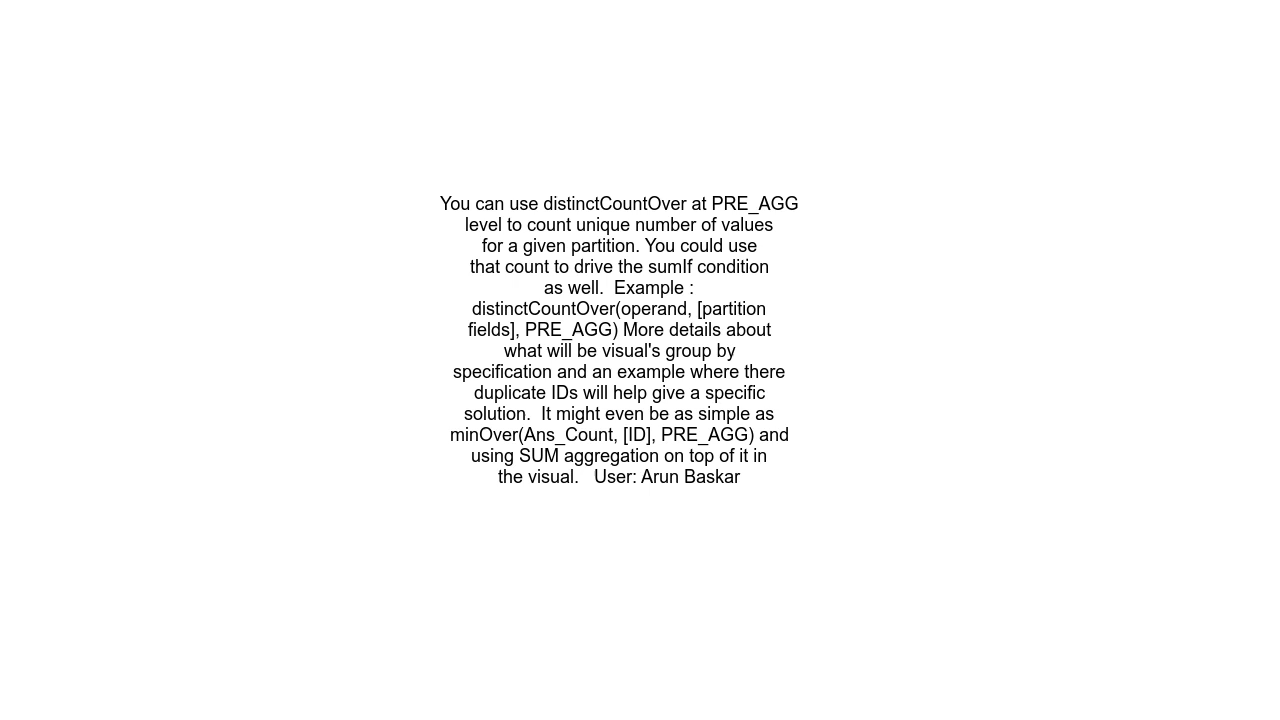 You can use distinctCountOver at PRE_AGG
level to count unique number of values
for a given partition. You could use
that count to drive the sumIf condition
as well.  Example :
distinctCountOver(operand, [partition
fields], PRE_AGG) More details about
what will be visual's group by
specification and an example where there
duplicate IDs will help give a specific
solution.  It might even be as simple as
minOver(Ans_Count, [ID], PRE_AGG) and
using SUM aggregation on top of it in
the visual.   User: Arun Baskar